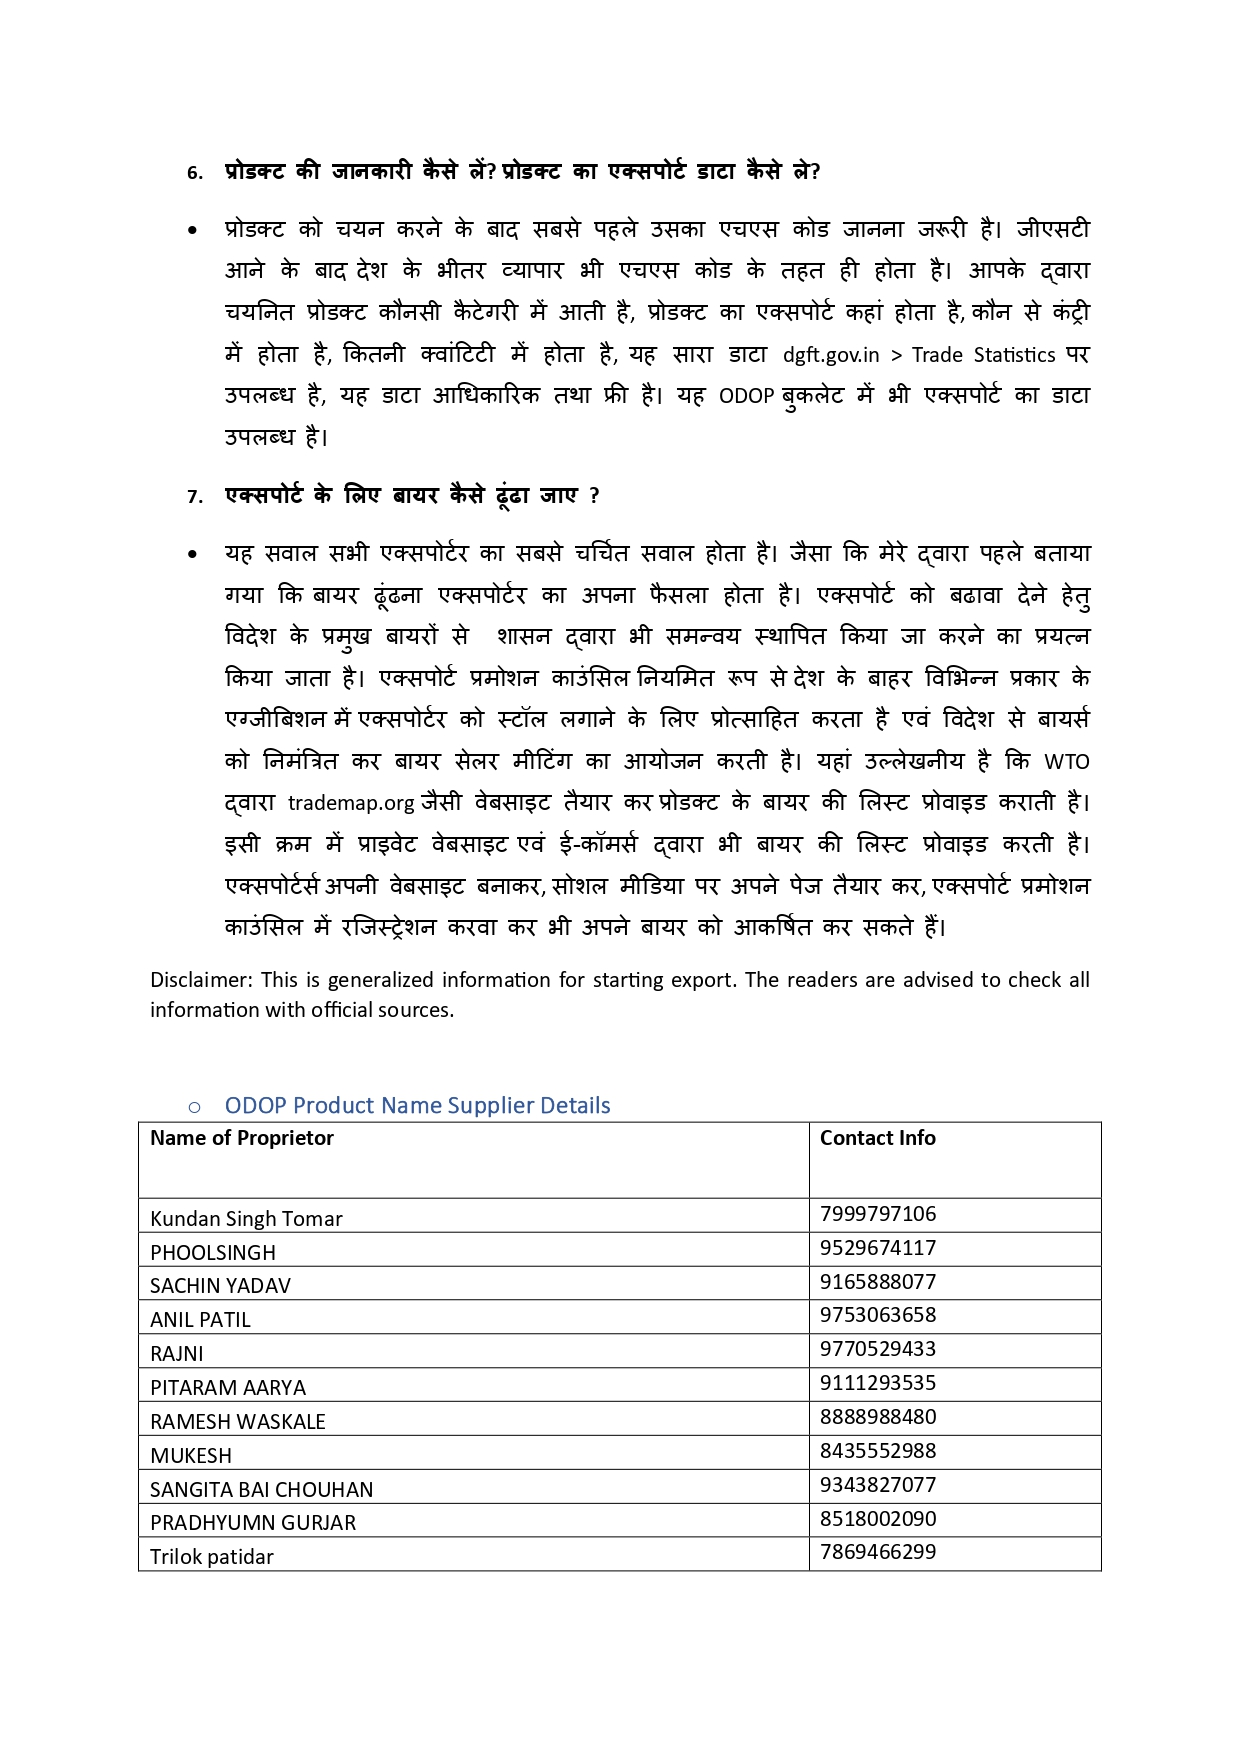 6. प्रोडक्ट की जानकारी कैसे लें? प्रोडक्ट का एक्सपोर्ट डाटा कैसे ले?
• प्रोडक्ट को चयन करने के बाद सबसे पहले उसका एचएस कोड जानना जरूरी है। जीएसटी
आने के बाद देश के भीतर व्यापार भी एचएस कोड के तहत ही होता है। आपके द्वारा
चयनित प्रोडक्ट कौनसी कैटेगरी में आती है, प्रोडक्ट का एक्सपोर्ट कहां होता है, कौन से कंट्री
में होता है, कितनी क्वांटिटी में होता है, यह सारा डाटा dgft.gov.in > Trade Statistics पर
उपलब्ध है, यह डाटा आधिकारिक तथा फ्री है। यह ODOP बुकलेट में भी एक्सपोर्ट का डाटा
उपलब्ध है।
7. एक्सपोर्ट के लिए बायर कैसे ढूंढा जाए ?
• यह सवाल सभी एक्सपोर्टर का सबसे चर्चित सवाल होता है। जैसा कि मेरे द्वारा पहले बताया
गया कि बायर ढूंढना एक्सपोर्टर का अपना फैसला होता है। एक्सपोर्ट को बढावा देने हेतु
विदेश के प्रमुख बायरों से शासन द्वारा भी समन्वय स्थापित किया जा करने का प्रयत्न
किया जाता है। एक्सपोर्ट प्रमोशन काउंसिल नियमित रूप से देश के बाहर विभिन्न प्रकार के
एग्जीबिशन में एक्सपोर्टर को स्टॉल लगाने के लिए प्रोत्साहित करता है एवं विदेश से बायर्स
को निमंत्रित कर बायर सेलर मीटिंग का आयोजन करती है। यहां उल्लेखनीय है कि WTO
द्वारा trademap.org जैसी वेबसाइट तैयार कर प्रोडक्ट के बायर की लिस्ट प्रोवाइड कराती है।
इसी क्रम में प्राइवेट वेबसाइट एवं ई-कॉमर्स द्वारा भी बायर की लिस्ट प्रोवाइड करती है।
एक्सपोर्टर्स अपनी वेबसाइट बनाकर, सोशल मीडिया पर अपने पेज तैयार कर, एक्सपोर्ट प्रमोशन
काउंसिल में रजिस्ट्रेशन करवा कर भी अपने बायर को आकर्षित कर सकते हैं।
Disclaimer: This is generalized information for starting export. The readers are advised to check all
information with official sources.
o ODOP Product Name Supplier Details
Name of Proprietor Contact Info
Kundan Singh Tomar 7999797106
PHOOLSINGH 9529674117
SACHIN YADAV 9165888077
ANIL PATIL 9753063658
RAJNI 9770529433
PITARAM AARYA 9111293535
RAMESH WASKALE 8888988480
MUKESH 8435552988
SANGITA BAI CHOUHAN 9343827077
PRADHYUMN GURJAR 8518002090
Trilok patidar 7869466299